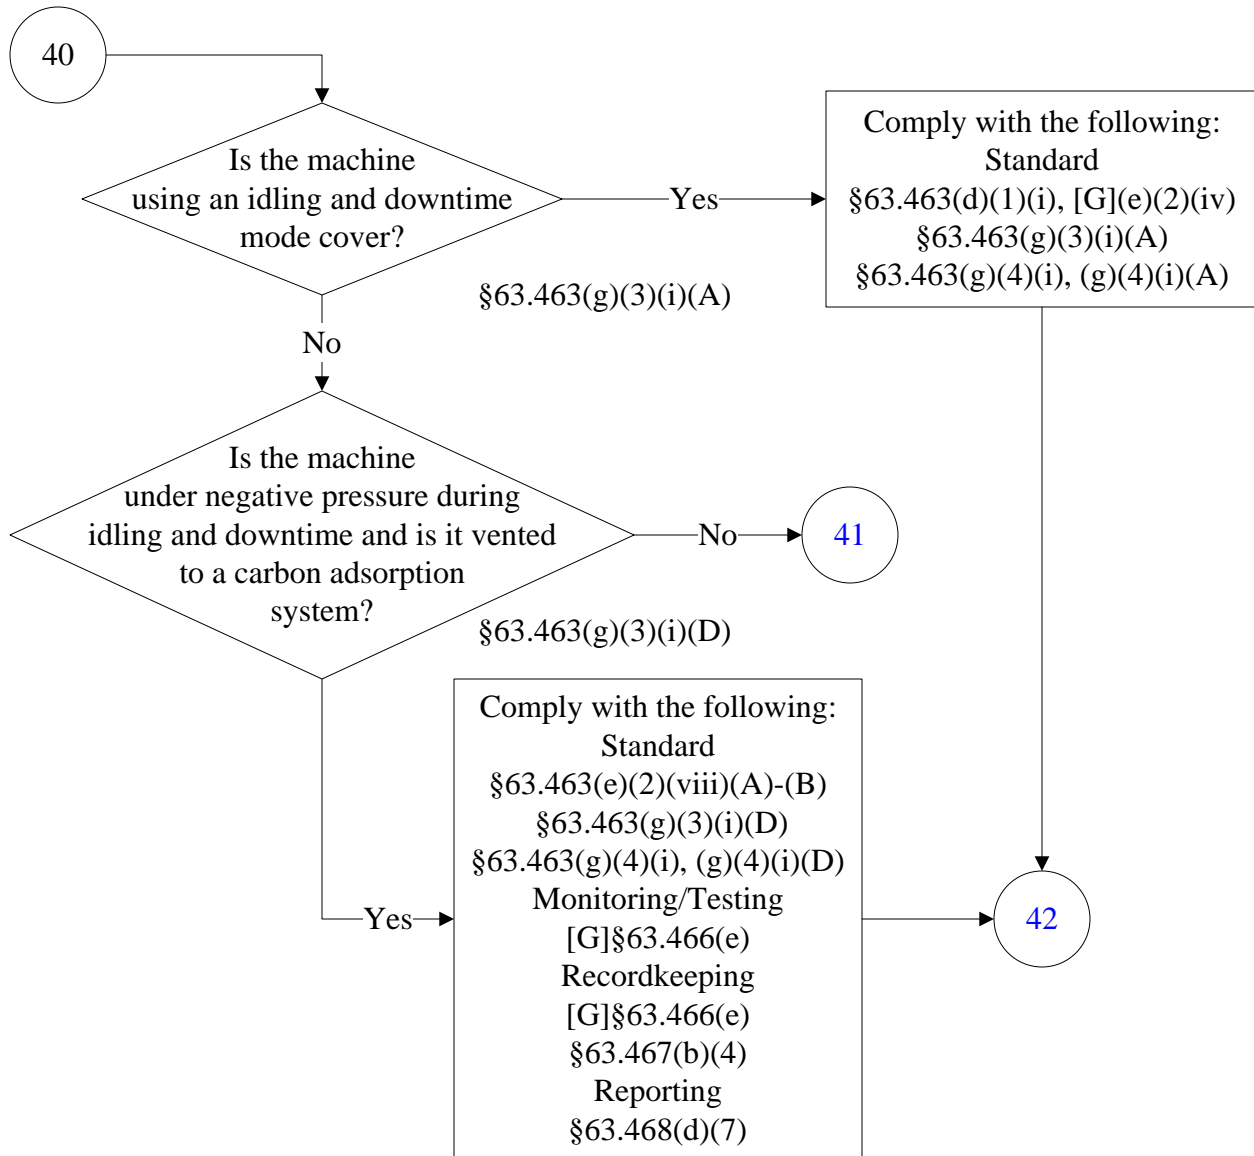 40
Is the machine
using an idling and downtime
mode cover?
Yes
Comply with the following:
Standard
§63.463(d)(1)(i), [G](e)(2)(iv)
§63.463(g)(3)(i)(A)
§63.463(g)(4)(i), (g)(4)(i)(A)
§63.463(g)(3)(i)(A)
No
Is the machine
under negative pressure during
idling and downtime and is it vented
to a carbon adsorption
system?
No
41
§63.463(g)(3)(i)(D)
Yes
Comply with the following:
Standard
§63.463(e)(2)(viii)(A)-(B)
§63.463(g)(3)(i)(D)
§63.463(g)(4)(i), (g)(4)(i)(D)
Monitoring/Testing
[G]§63.466(e)
Recordkeeping
[G]§63.466(e)
§63.467(b)(4)
Reporting
§63.468(d)(7)
42